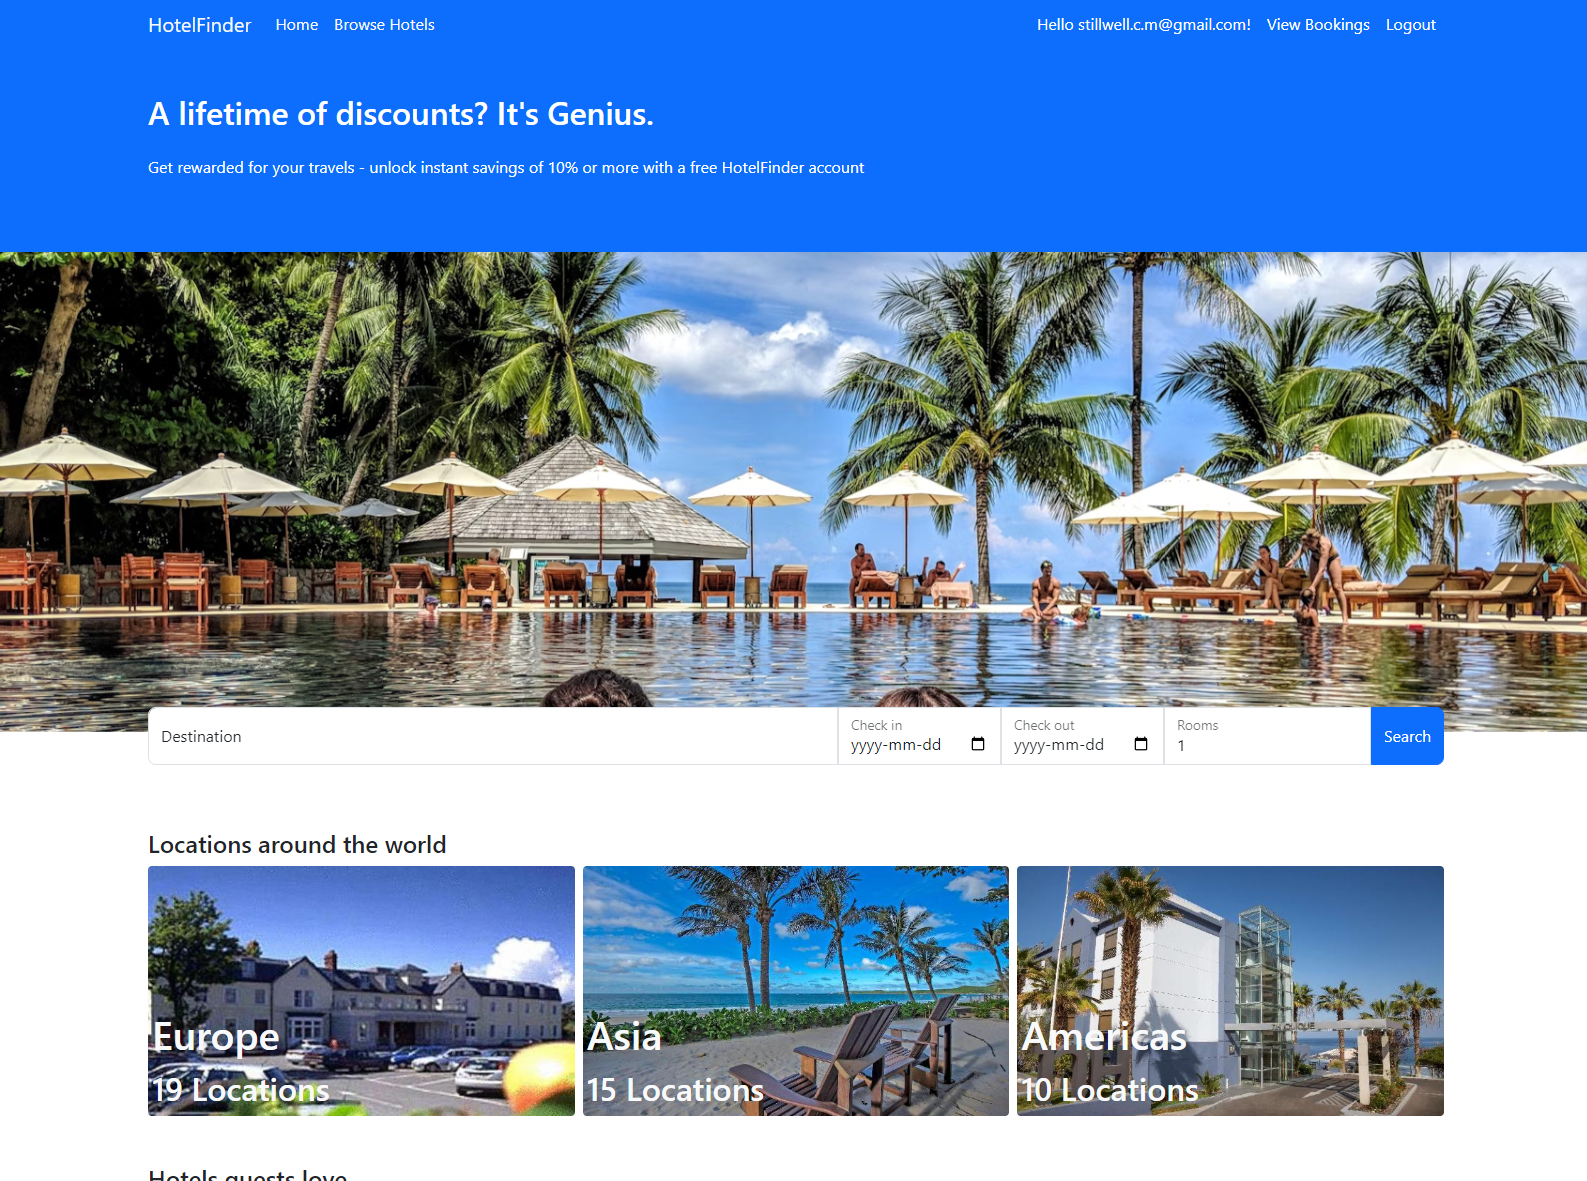 HotelFinder Home Browse Hotels Hello stillwell.c.m@gmail.com! View Bookings Logout
A lifetime of discounts? It's Genius.
Get rewarded for your travels - unlock instant savings of 10% or more with a free HotelFinder account
Destination
Check in
yyyy-mm-dd
Check out
yyyy-mm-dd
Rooms
1
Search
Locations around the world
Europe
19 Locations
Asia
15 Locations
Americas
10 Locations
Hotels guests love